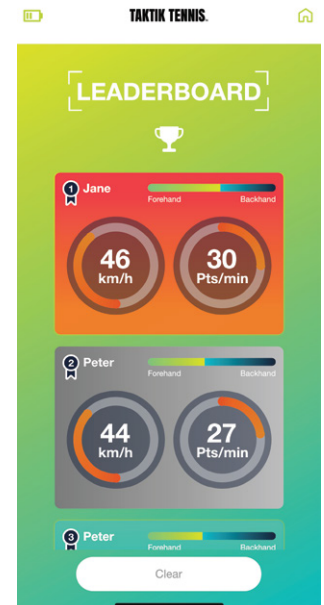 TAKTIK TENNIS.
LEADERBOARD
1 Jane
Forehand Backhand
46 km/h
30 Pts/min
2 Peter
Forehand Backhand
44 km/h
27 Pts/min
3 Peter
Forehand Backhand
Clear